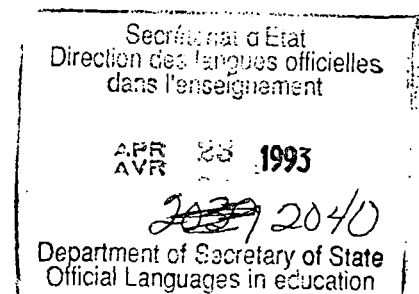 Secrétariat d'Etat
Direction des langues officielles
dans l'enseignement
APR
AVR 1993
2039 2040
Department of Secretary of State
Official Languages in education